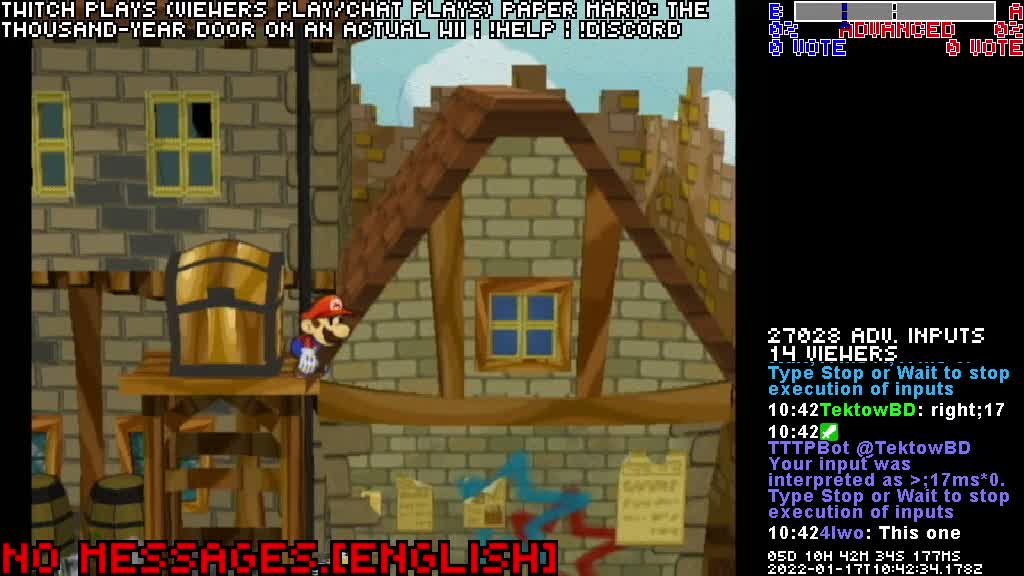 TWITCH PLAYS (VIEWERS PLAY/CHAT PLAYS) PAPER MARIO: THE
THOUSAND-YEAR DOOR ON AN ACTUAL WII | !HELP | !DISCORD
B A
0% ADVANCED 0%
0 VOTE 0 VOTE
27028 ADV. INPUTS
14 VIEWERS
Type Stop or Wait to stop
execution of inputs
10:42TektowBD: right;17
10:42
TTTPBot @TektowBD
Your input was
interpreted as >;17ms*0.
Type Stop or Wait to stop
execution of inputs
10:424lwo: This one
NO MESSAGES.[ENGLISH]
05D 10H 42M 34S 177MS
2022-01-17T10:42:34.178Z